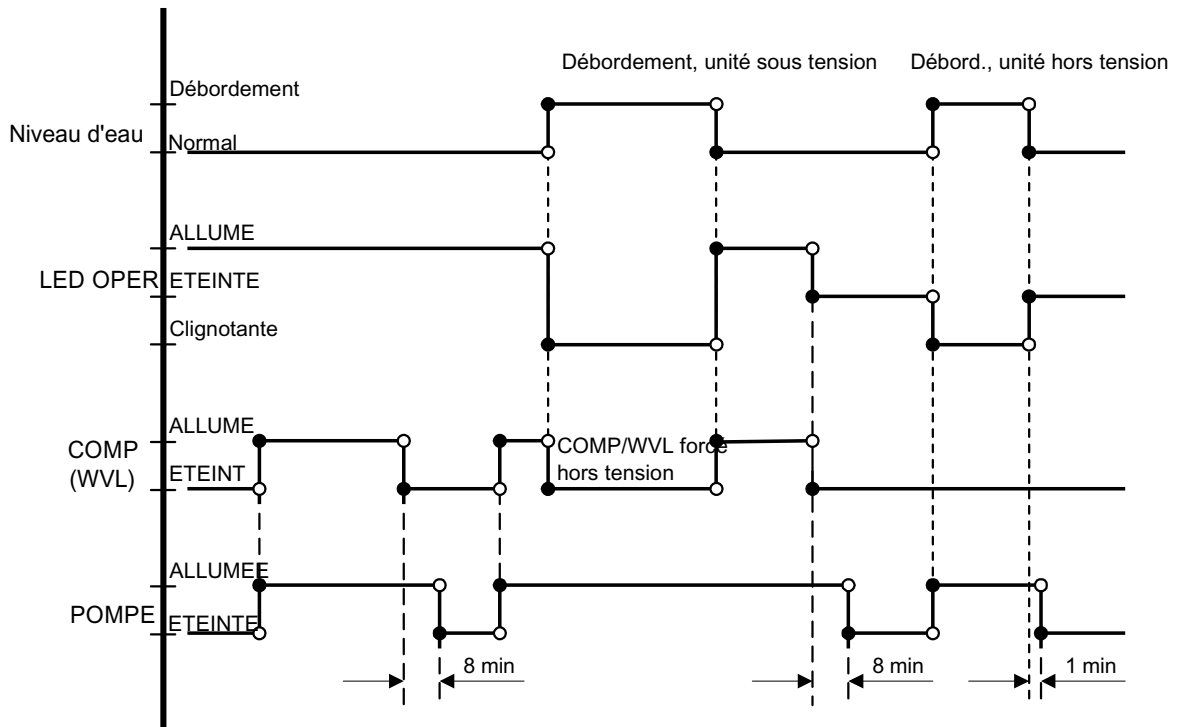 Débordement, unité sous tension
Débord., unité hors tension
Débordement
Niveau d'eau
Normal
ALLUME
LED OPER
ETEINTE
Clignotante
ALLUME
COMP
(WVL)
ETEINT
COMP/WVL forcé
hors tension
ALLUMEE
POMPE
ETEINTE
8 min
8 min
1 min